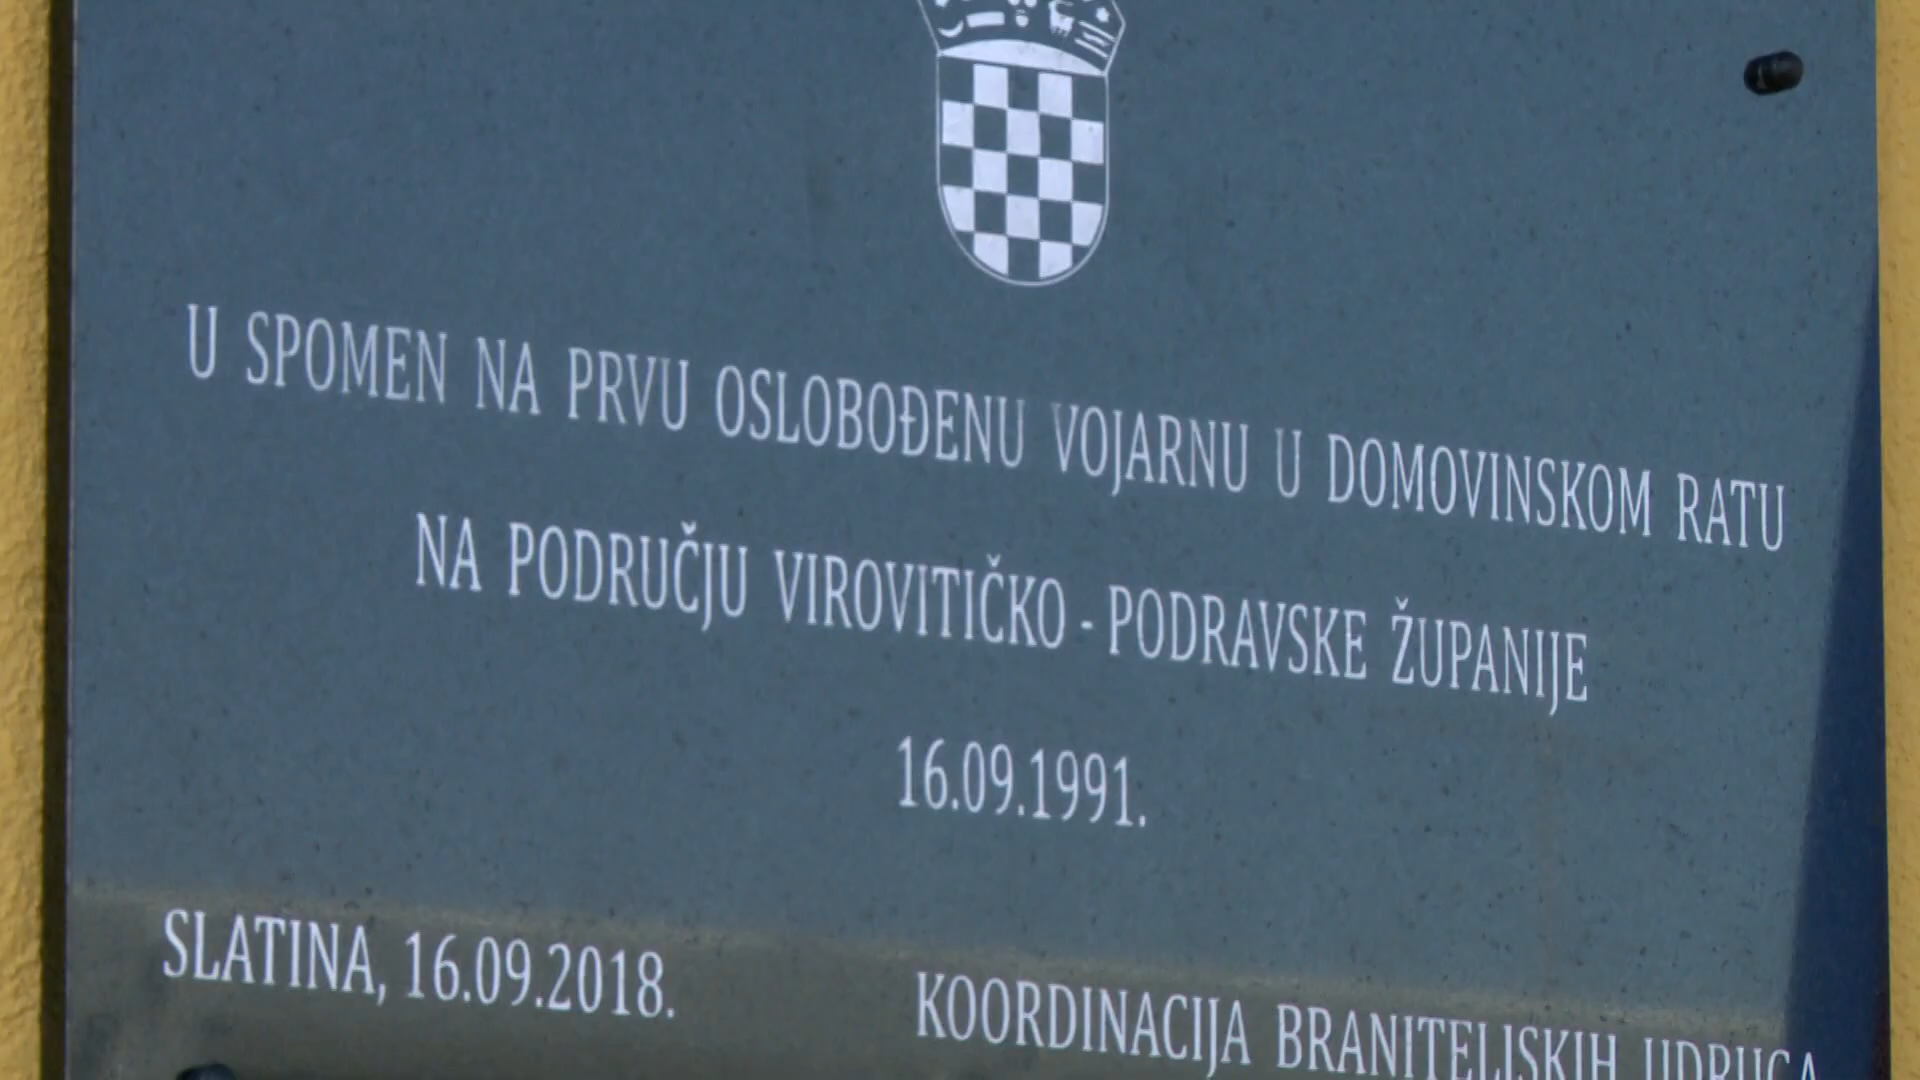 U SPOMEN NA PRVU OSLOBOĐENU VOJARNU U DOMOVINSKOM RATU
NA PODRUČJU VIROVITIČKO - PODRAVSKE ŽUPANIJE
16.09.1991.
SLATINA, 16.09.2018. KOORDINACIJA BRANITELJSKIH UDRUGA